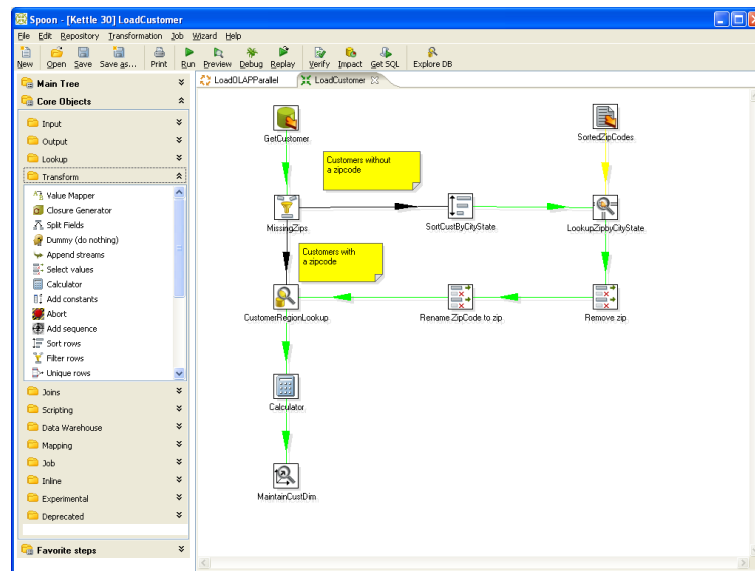 Spoon - [Kettle 30] LoadCustomer
File Edit Repository Transformation Job Wizard Help
New Open Save Save as... Print Run Preview Debug Replay Verify Impact Get SQL Explore DB
Main Tree
Core Objects
Input
Output
Lookup
Transform
Value Mapper
Closure Generator
Split Fields
Dummy (do nothing)
Append streams
Select values
Calculator
Add constants
Abort
Add sequence
Sort rows
Filter rows
Unique rows
Joins
Scripting
Data Warehouse
Mapping
Job
Inline
Experimental
Deprecated
Favorite steps
LoadOLAPParallel LoadCustomer
GetCustomer
SortedZipCodes
Customers without
a zipcode
MissingZips
SortCustByCityState
LookupZipbyCityState
Customers with
a zipcode
CustomerRegionLookup
Rename ZipCode to zip
Remove zip
Calculator
MaintainCustDim